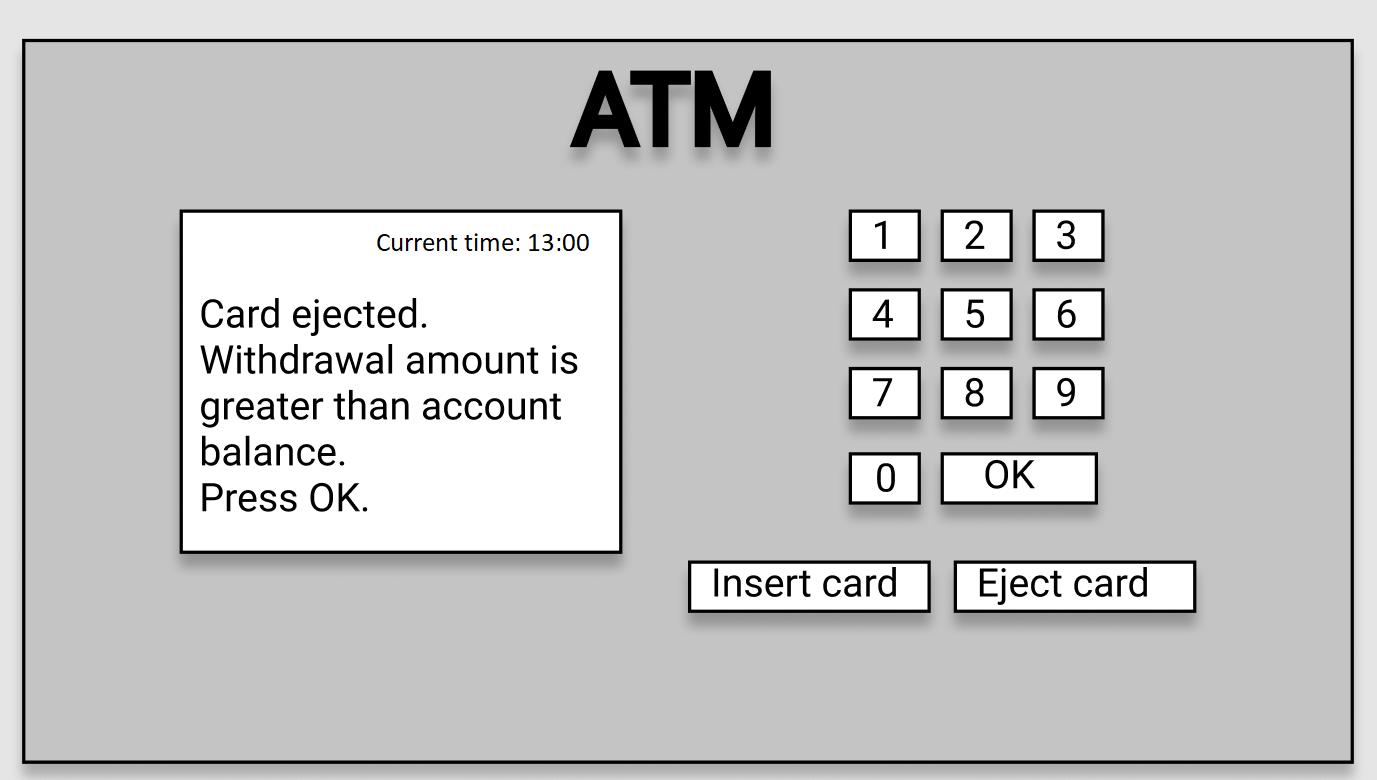 ATM
Current time: 13:00
Card ejected.
Withdrawal amount is
greater than account
balance.
Press OK.
1 2 3
4 5 6
7 8 9
0 OK
Insert card Eject card